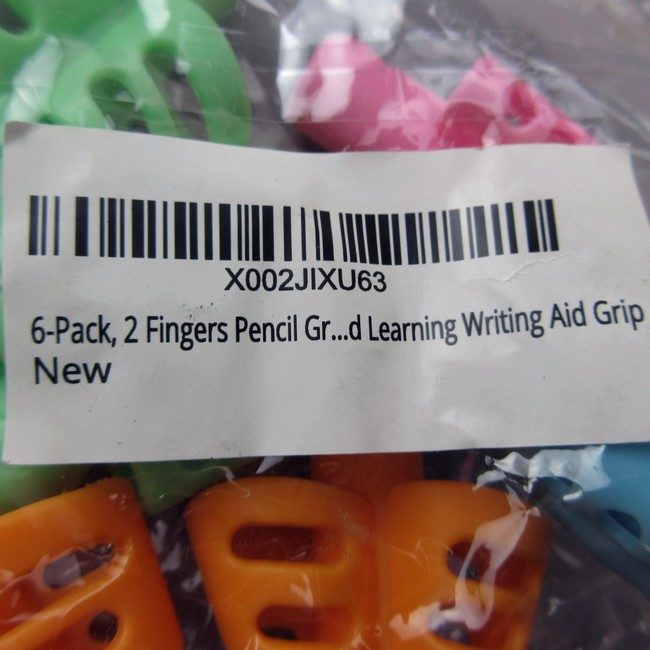 X002JIXU63
6-Pack, 2 Fingers Pencil Gr...d Learning Writing Aid Grip
New